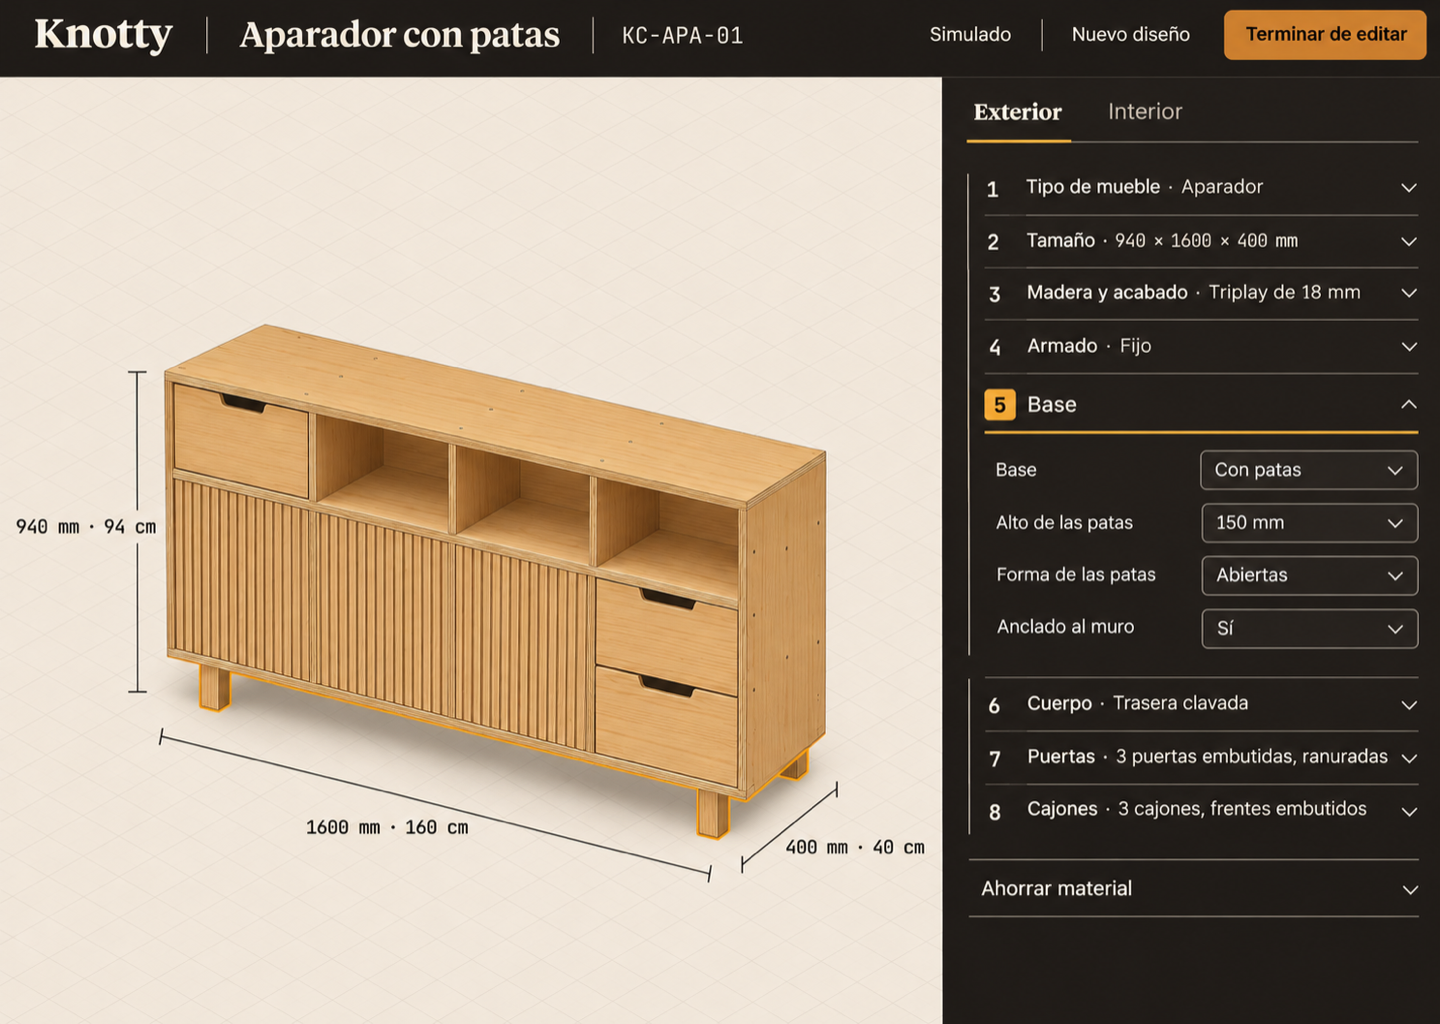 Knotty
Aparador con patas
KC-APA-01
Simulado
Nuevo diseño
Terminar de editar
940 mm · 94 cm
1600 mm · 160 cm
400 mm · 40 cm
Exterior
Interior
1 Tipo de mueble · Aparador
2 Tamaño · 940 × 1600 × 400 mm
3 Madera y acabado · Triplay de 18 mm
4 Armado · Fijo
5 Base
Base Con patas
Alto de las patas 150 mm
Forma de las patas Abiertas
Anclado al muro Sí
6 Cuerpo · Trasera clavada
7 Puertas · 3 puertas embutidas, ranuradas
8 Cajones · 3 cajones, frentes embutidos
Ahorrar material